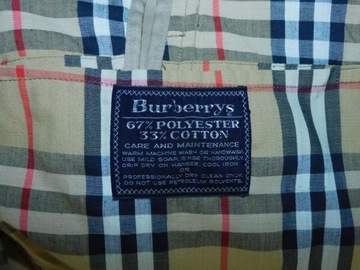 Burberrys
67% POLYESTER
33% COTTON
CARE AND MAINTENANCE
WARM MACHINE WASH OR HANDWASH.
USE MILD SOAP, RINSE THOROUGHLY.
DRIP DRY ON HANGER. COOL IRON
OR
PROFESSIONALLY DRY CLEAN ONLY.
DO NOT USE PETROLEUM SOLVENTS.